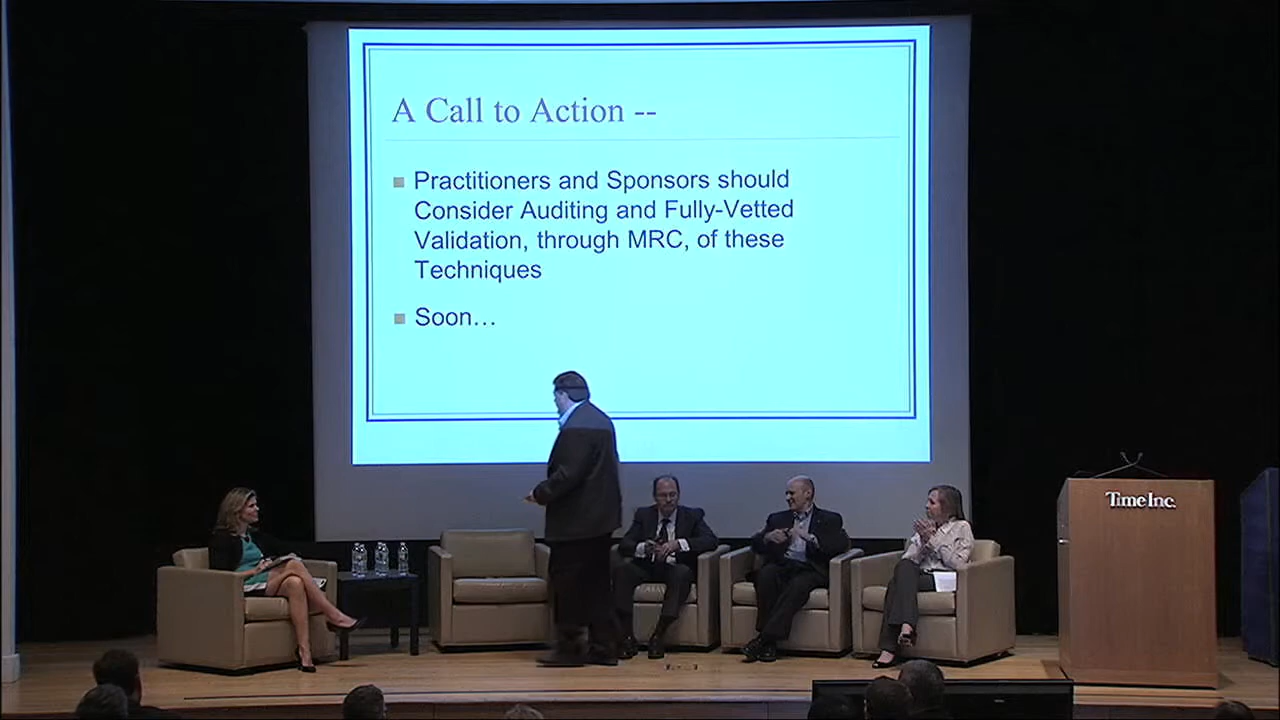 A Call to Action --
Practitioners and Sponsors should
Consider Auditing and Fully-Vetted
Validation, through MRC, of these
Techniques
Soon…
Time Inc.